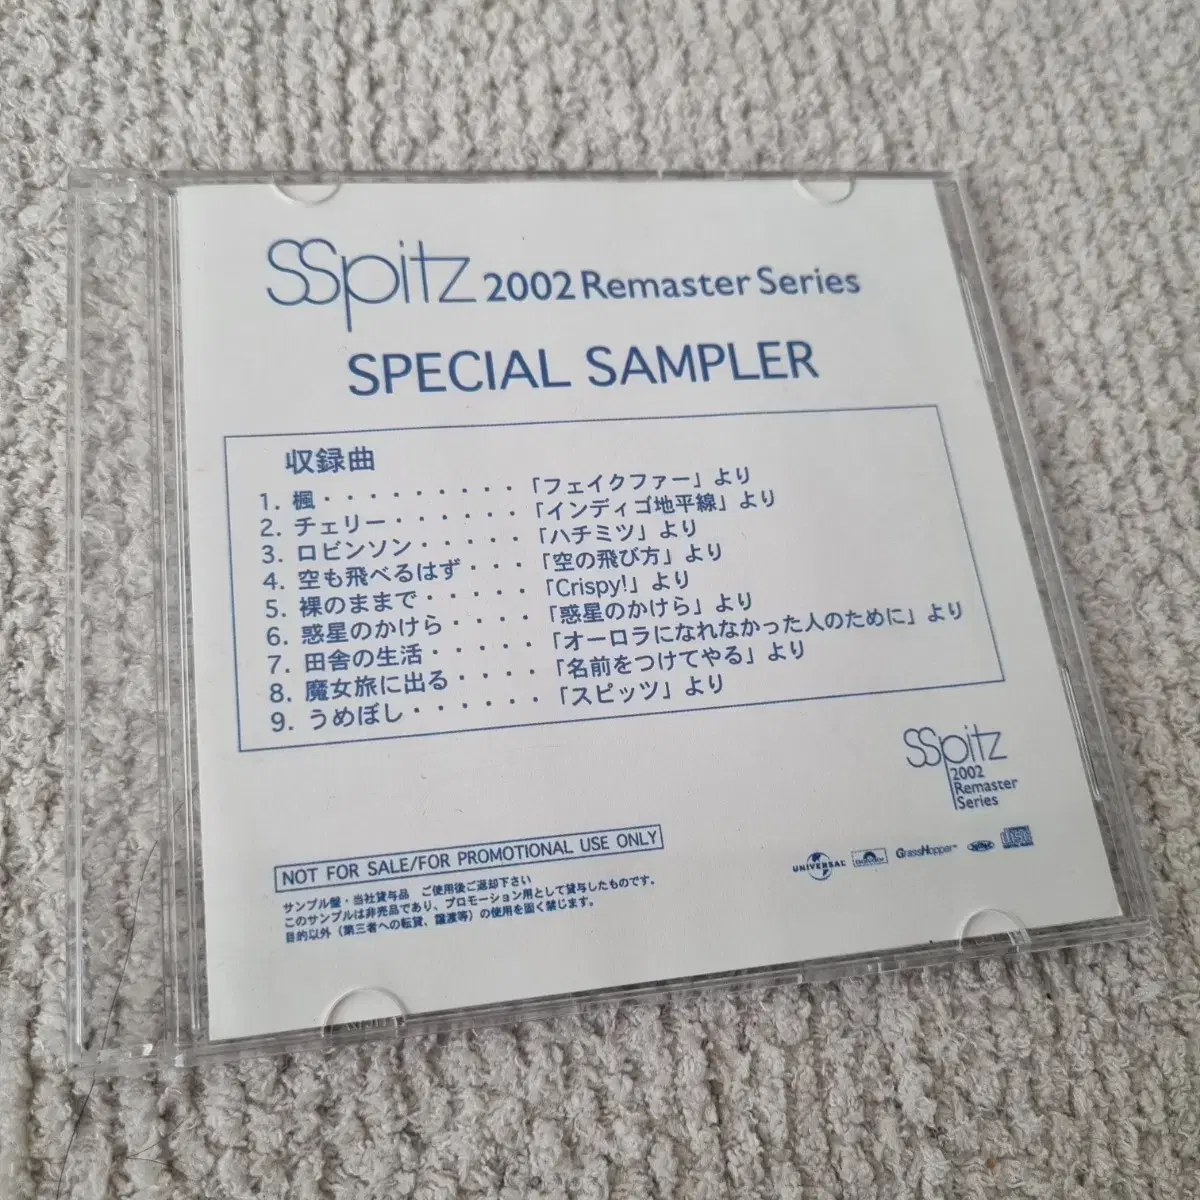 SSpitz 2002 Remaster Series
SPECIAL SAMPLER
収録曲
1. 楓・・・・・・・・・「フェイクファー」より
2. チェリー・・・・・・「インディゴ地平線」より
3. ロビンソン・・・・・「ハチミツ」より
4. 空も飛べるはず・・・「空の飛び方」より
5. 裸のままで・・・・・「Crispy!」より
6. 惑星のかけら・・・・「惑星のかけら」より
7. 田舎の生活・・・・・「オーロラになれなかった人のために」より
8. 魔女旅に出る・・・・「名前をつけてやる」より
9. うめぼし・・・・・・「スピッツ」より
SSpitz
2002
Remaster
Series
NOT FOR SALE/FOR PROMOTIONAL USE ONLY
サンプル盤・当社貸与品 ご使用後ご返却下さい
このサンプルは非売品であり、プロモーション用として貸与したものです。
目的以外(第三者への転貸、譲渡等)の使用を固く禁じます。
UNIVERSAL polydor GrassHopper™